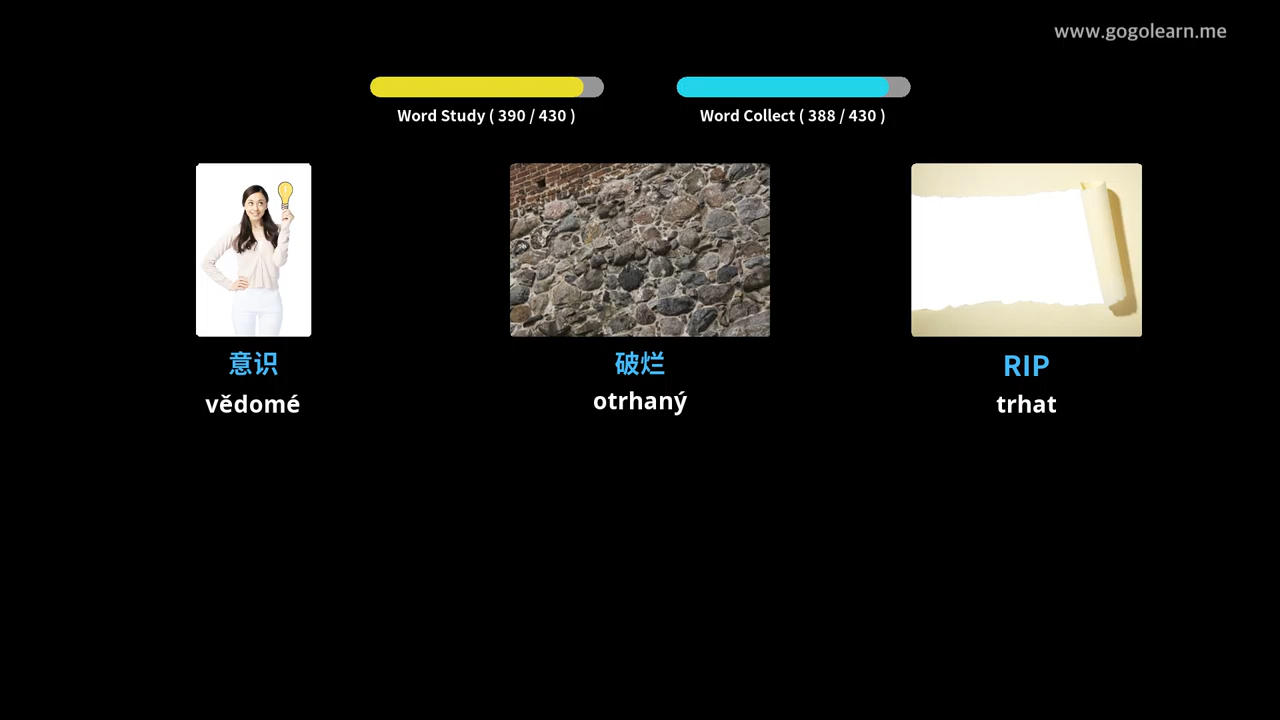 www.gogolearn.me
Word Study ( 390 / 430 )
Word Collect ( 388 / 430 )
意识
破烂
RIP
vědomé
otrhaný
trhat